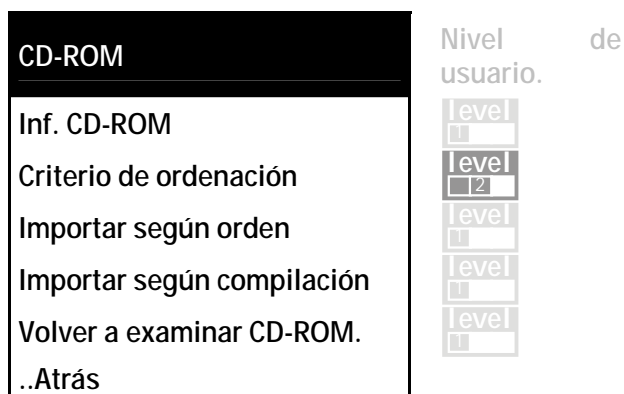 CD-ROM
Inf. CD-ROM
Criterio de ordenación
Importar según orden
Importar según compilación
Volver a examinar CD-ROM.
..Atrás
Nivel de
usuario.
level
1
level
2
level
1
level
1
level
1